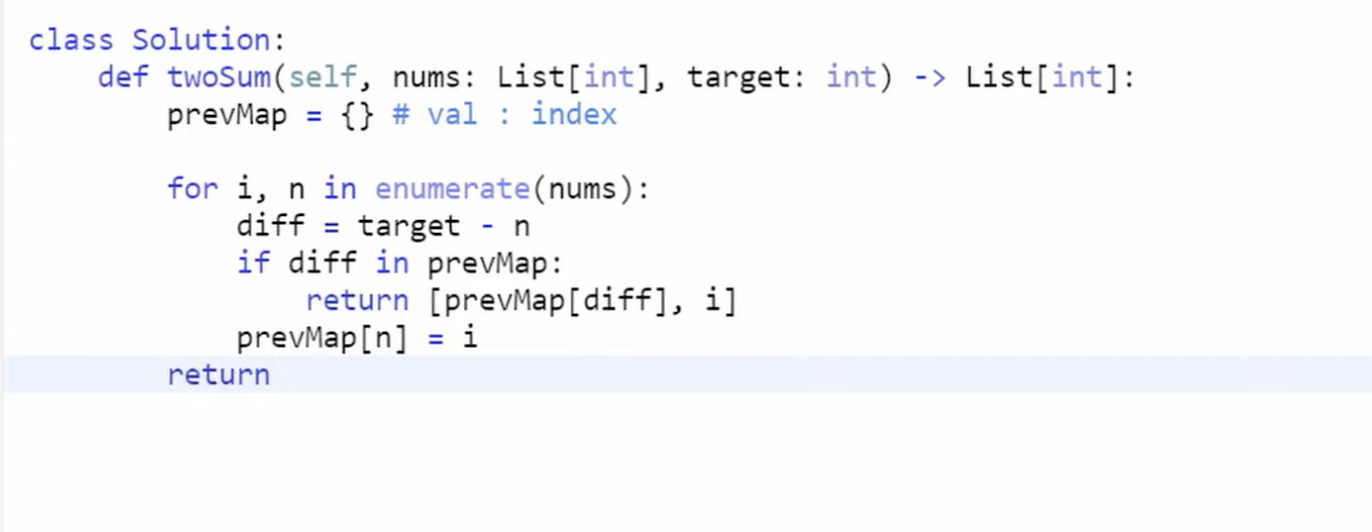 class Solution:
    def twoSum(self, nums: List[int], target: int) -> List[int]:
        prevMap = {} # val : index

        for i, n in enumerate(nums):
            diff = target - n
            if diff in prevMap:
                return [prevMap[diff], i]
            prevMap[n] = i
        return